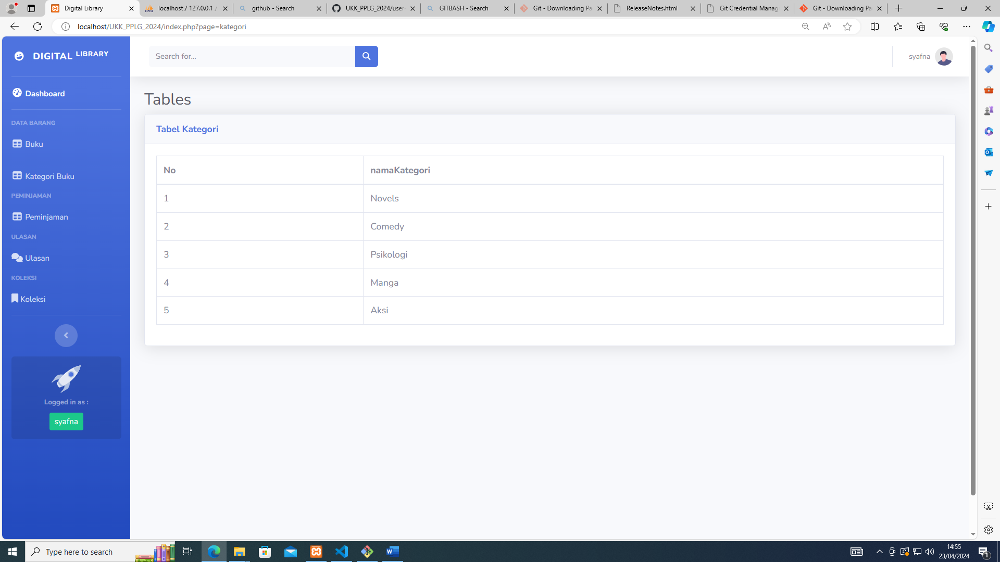 Digital Library
localhost / 127.0.0.1 /
github - Search
UKK_PPLG_2024/user-
GITBASH - Search
Git - Downloading Pa
ReleaseNotes.html
Git Credential Manag
Git - Downloading Pa
localhost/UKK_PPLG_2024/index.php?page=kategori
DIGITAL LIBRARY
Search for...
syafna
Dashboard
DATA BARANG
Buku
Kategori Buku
PEMINJAMAN
Peminjaman
ULASAN
Ulasan
KOLEKSI
Koleksi
Logged in as :
syafna
Tables
Tabel Kategori
No namaKategori
1 Novels
2 Comedy
3 Psikologi
4 Manga
5 Aksi
Type here to search
14:55
23/04/2024
1